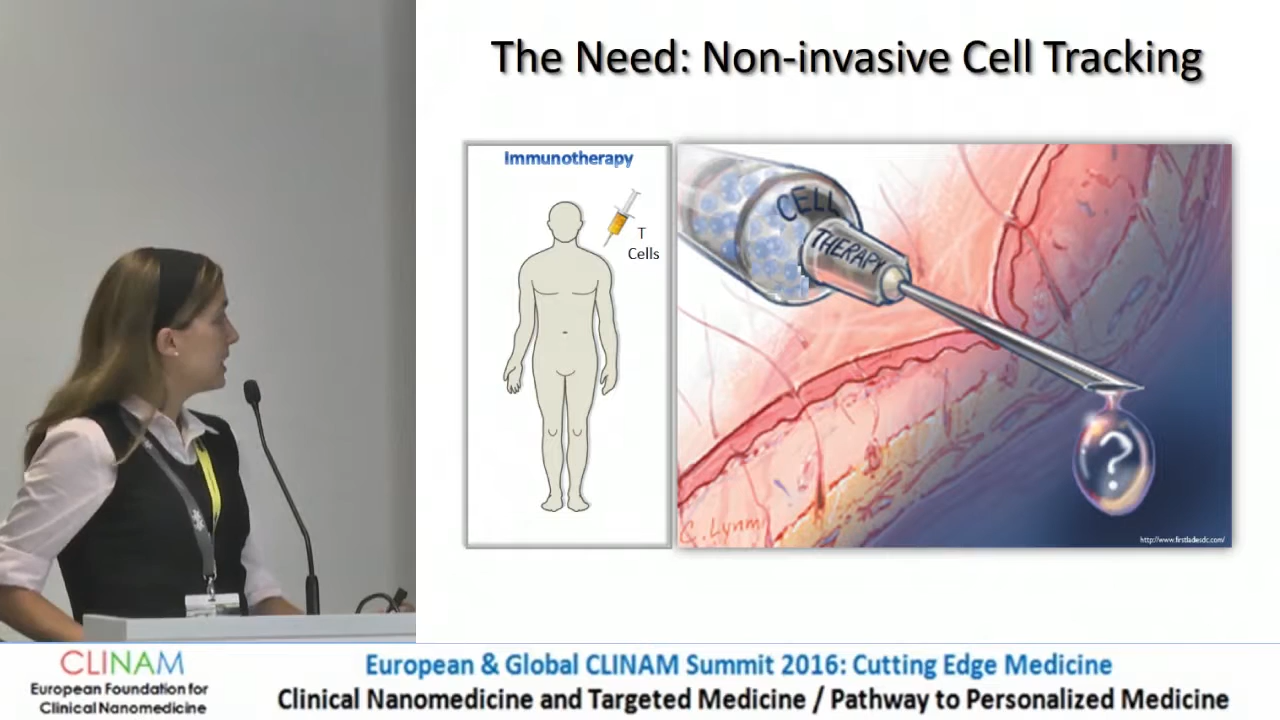 The Need: Non-invasive Cell Tracking
Immunotherapy
T
Cells
CELL
THERAPY
?
C. Lynm
http://www.firstladiesdc.com/
CLINAM
European Foundation for
Clinical Nanomedicine
European & Global CLINAM Summit 2016: Cutting Edge Medicine
Clinical Nanomedicine and Targeted Medicine / Pathway to Personalized Medicine